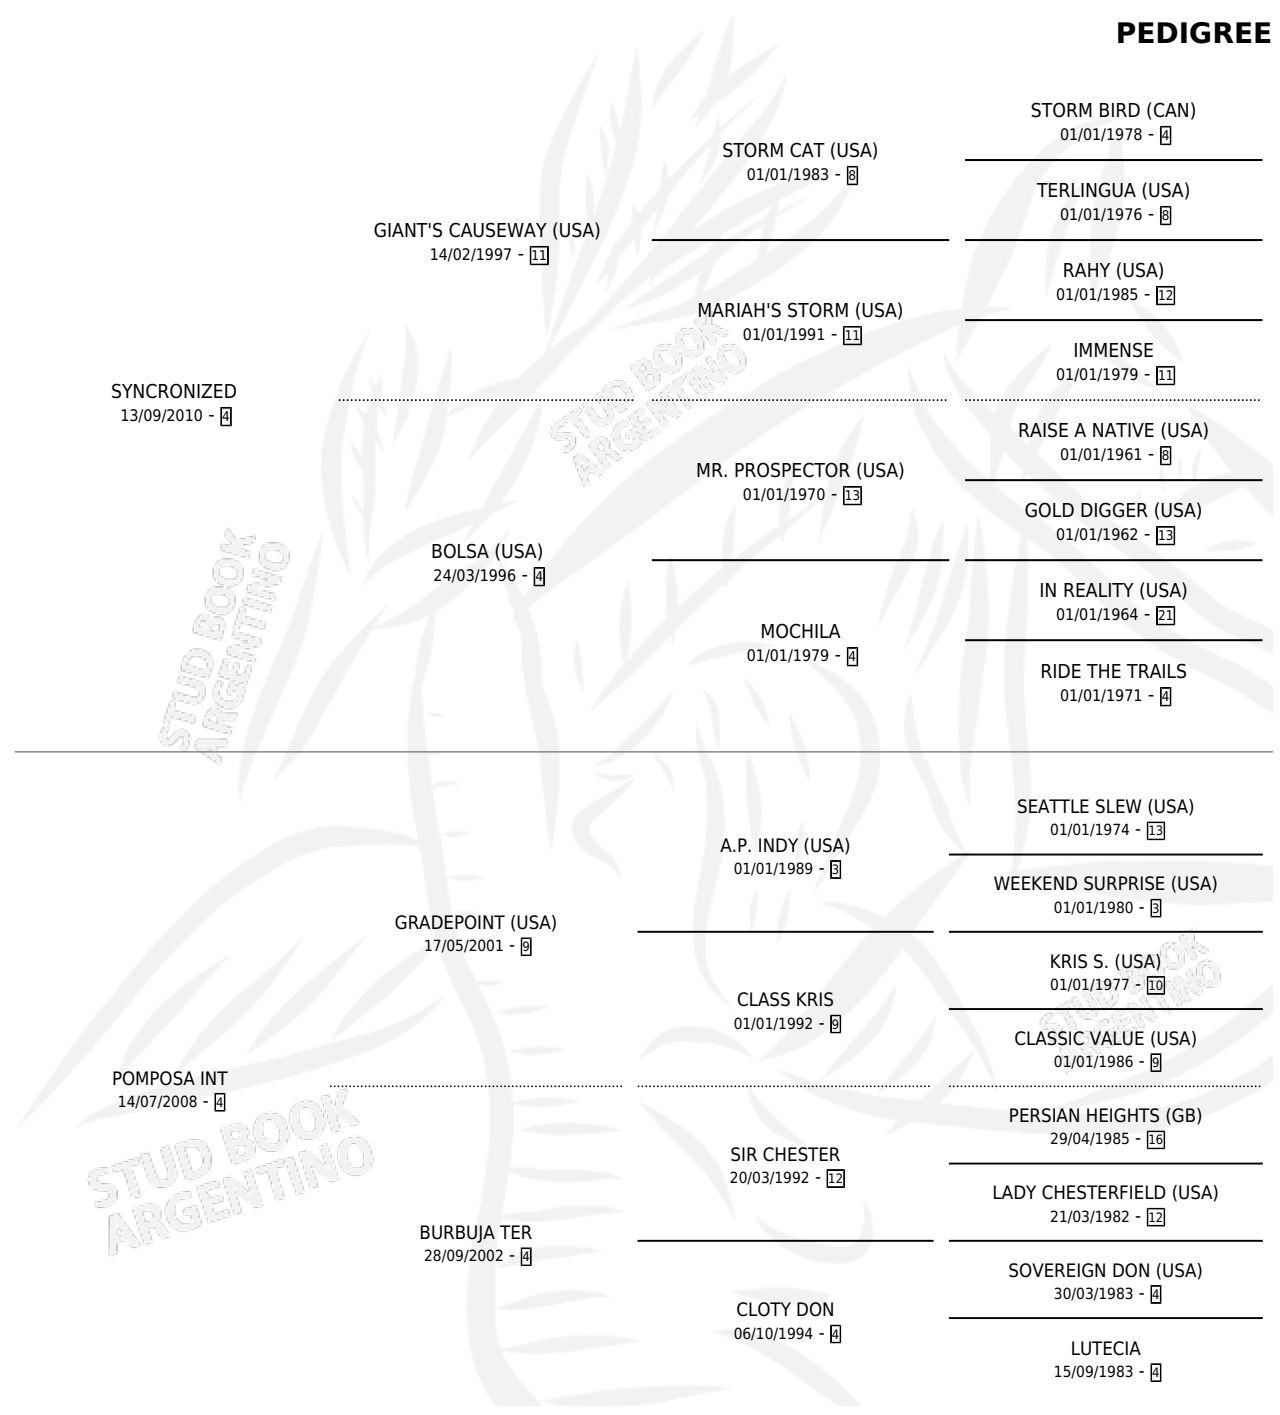 PEDIGREE
STORM BIRD (CAN)
01/01/1978 - 4
STORM CAT (USA)
01/01/1983 - 8
TERLINGUA (USA)
01/01/1976 - 8
GIANT'S CAUSEWAY (USA)
14/02/1997 - 11
RAHY (USA)
01/01/1985 - 12
MARIAH'S STORM (USA)
01/01/1991 - 11
IMMENSE
01/01/1979 - 11
SYNCRONIZED
13/09/2010 - 4
RAISE A NATIVE (USA)
01/01/1961 - 8
MR. PROSPECTOR (USA)
01/01/1970 - 13
GOLD DIGGER (USA)
01/01/1962 - 13
BOLSA (USA)
24/03/1996 - 4
IN REALITY (USA)
01/01/1964 - 21
MOCHILA
01/01/1979 - 4
RIDE THE TRAILS
01/01/1971 - 4
SEATTLE SLEW (USA)
01/01/1974 - 13
A.P. INDY (USA)
01/01/1989 - 3
WEEKEND SURPRISE (USA)
01/01/1980 - 3
GRADEPOINT (USA)
17/05/2001 - 9
KRIS S. (USA)
01/01/1977 - 10
CLASS KRIS
01/01/1992 - 9
CLASSIC VALUE (USA)
01/01/1986 - 9
POMPOSA INT
14/07/2008 - 4
PERSIAN HEIGHTS (GB)
29/04/1985 - 16
SIR CHESTER
20/03/1992 - 12
LADY CHESTERFIELD (USA)
21/03/1982 - 12
BURBUJA TER
28/09/2002 - 4
SOVEREIGN DON (USA)
30/03/1983 - 4
CLOTY DON
06/10/1994 - 4
LUTECIA
15/09/1983 - 4
STUD BOOK
ARGENTINO
STUD BOOK
ARGENTINO
STUD BOOK
ARGENTINO
STUD BOOK
ARGENTINO